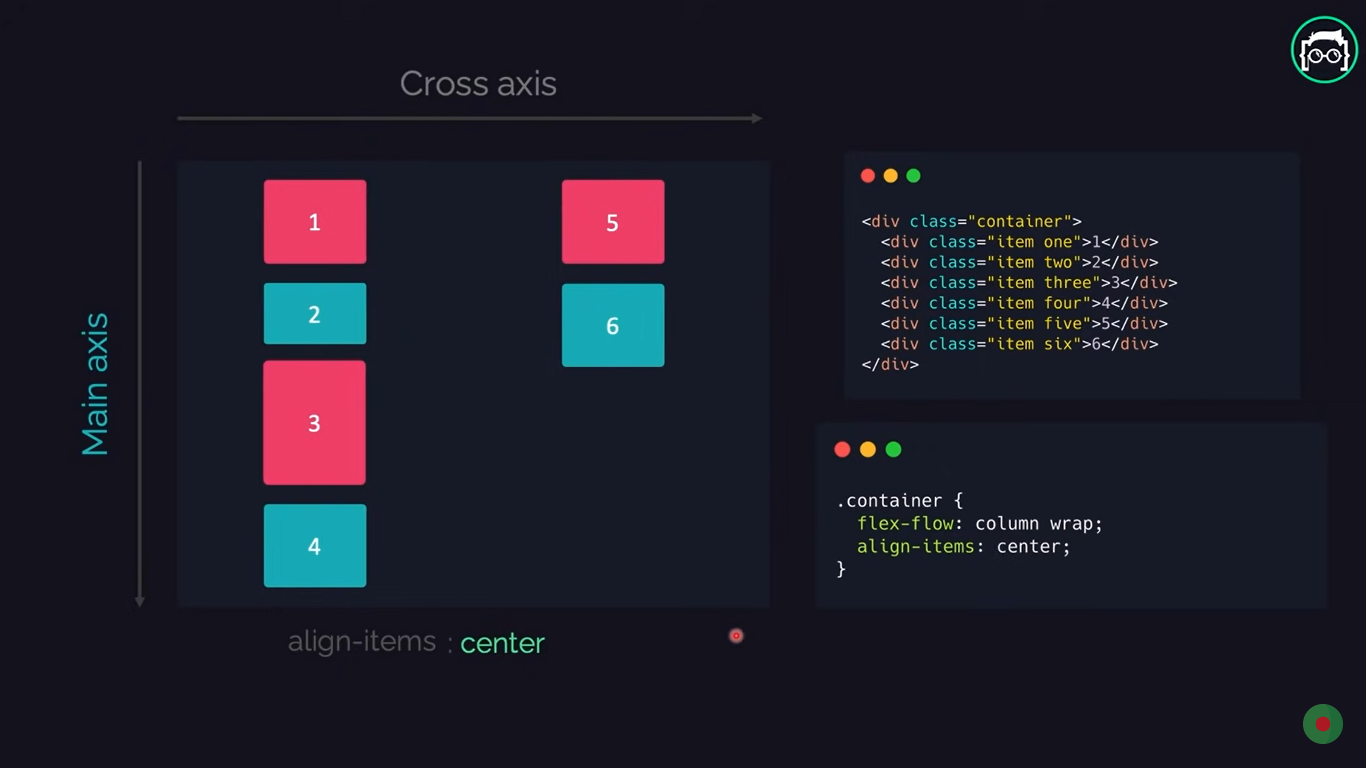 Cross axis
Main axis
1
2
3
4
5
6
align-items : center
<div class="container">
  <div class="item one">1</div>
  <div class="item two">2</div>
  <div class="item three">3</div>
  <div class="item four">4</div>
  <div class="item five">5</div>
  <div class="item six">6</div>
</div>
.container {
  flex-flow: column wrap;
  align-items: center;
}